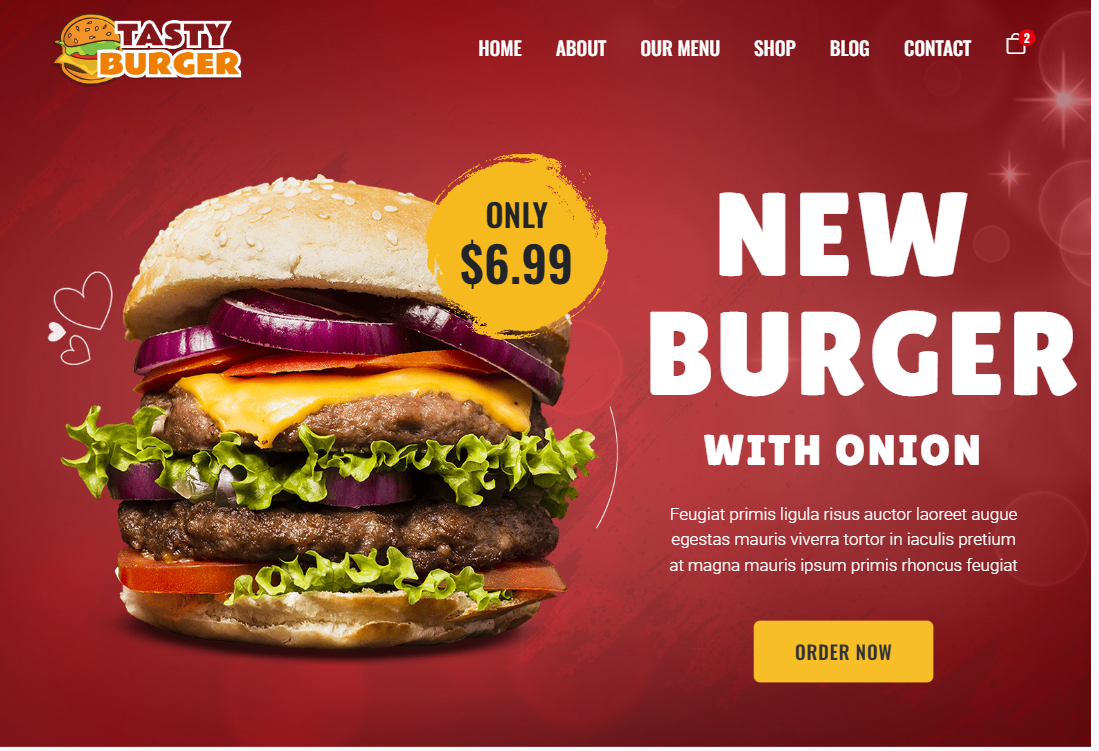 TASTY
BURGER
HOME ABOUT OUR MENU SHOP BLOG CONTACT 2
ONLY
$6.99
NEW
BURGER
WITH ONION
Feugiat primis ligula risus auctor laoreet augue
egestas mauris viverra tortor in iaculis pretium
at magna mauris ipsum primis rhoncus feugiat
ORDER NOW